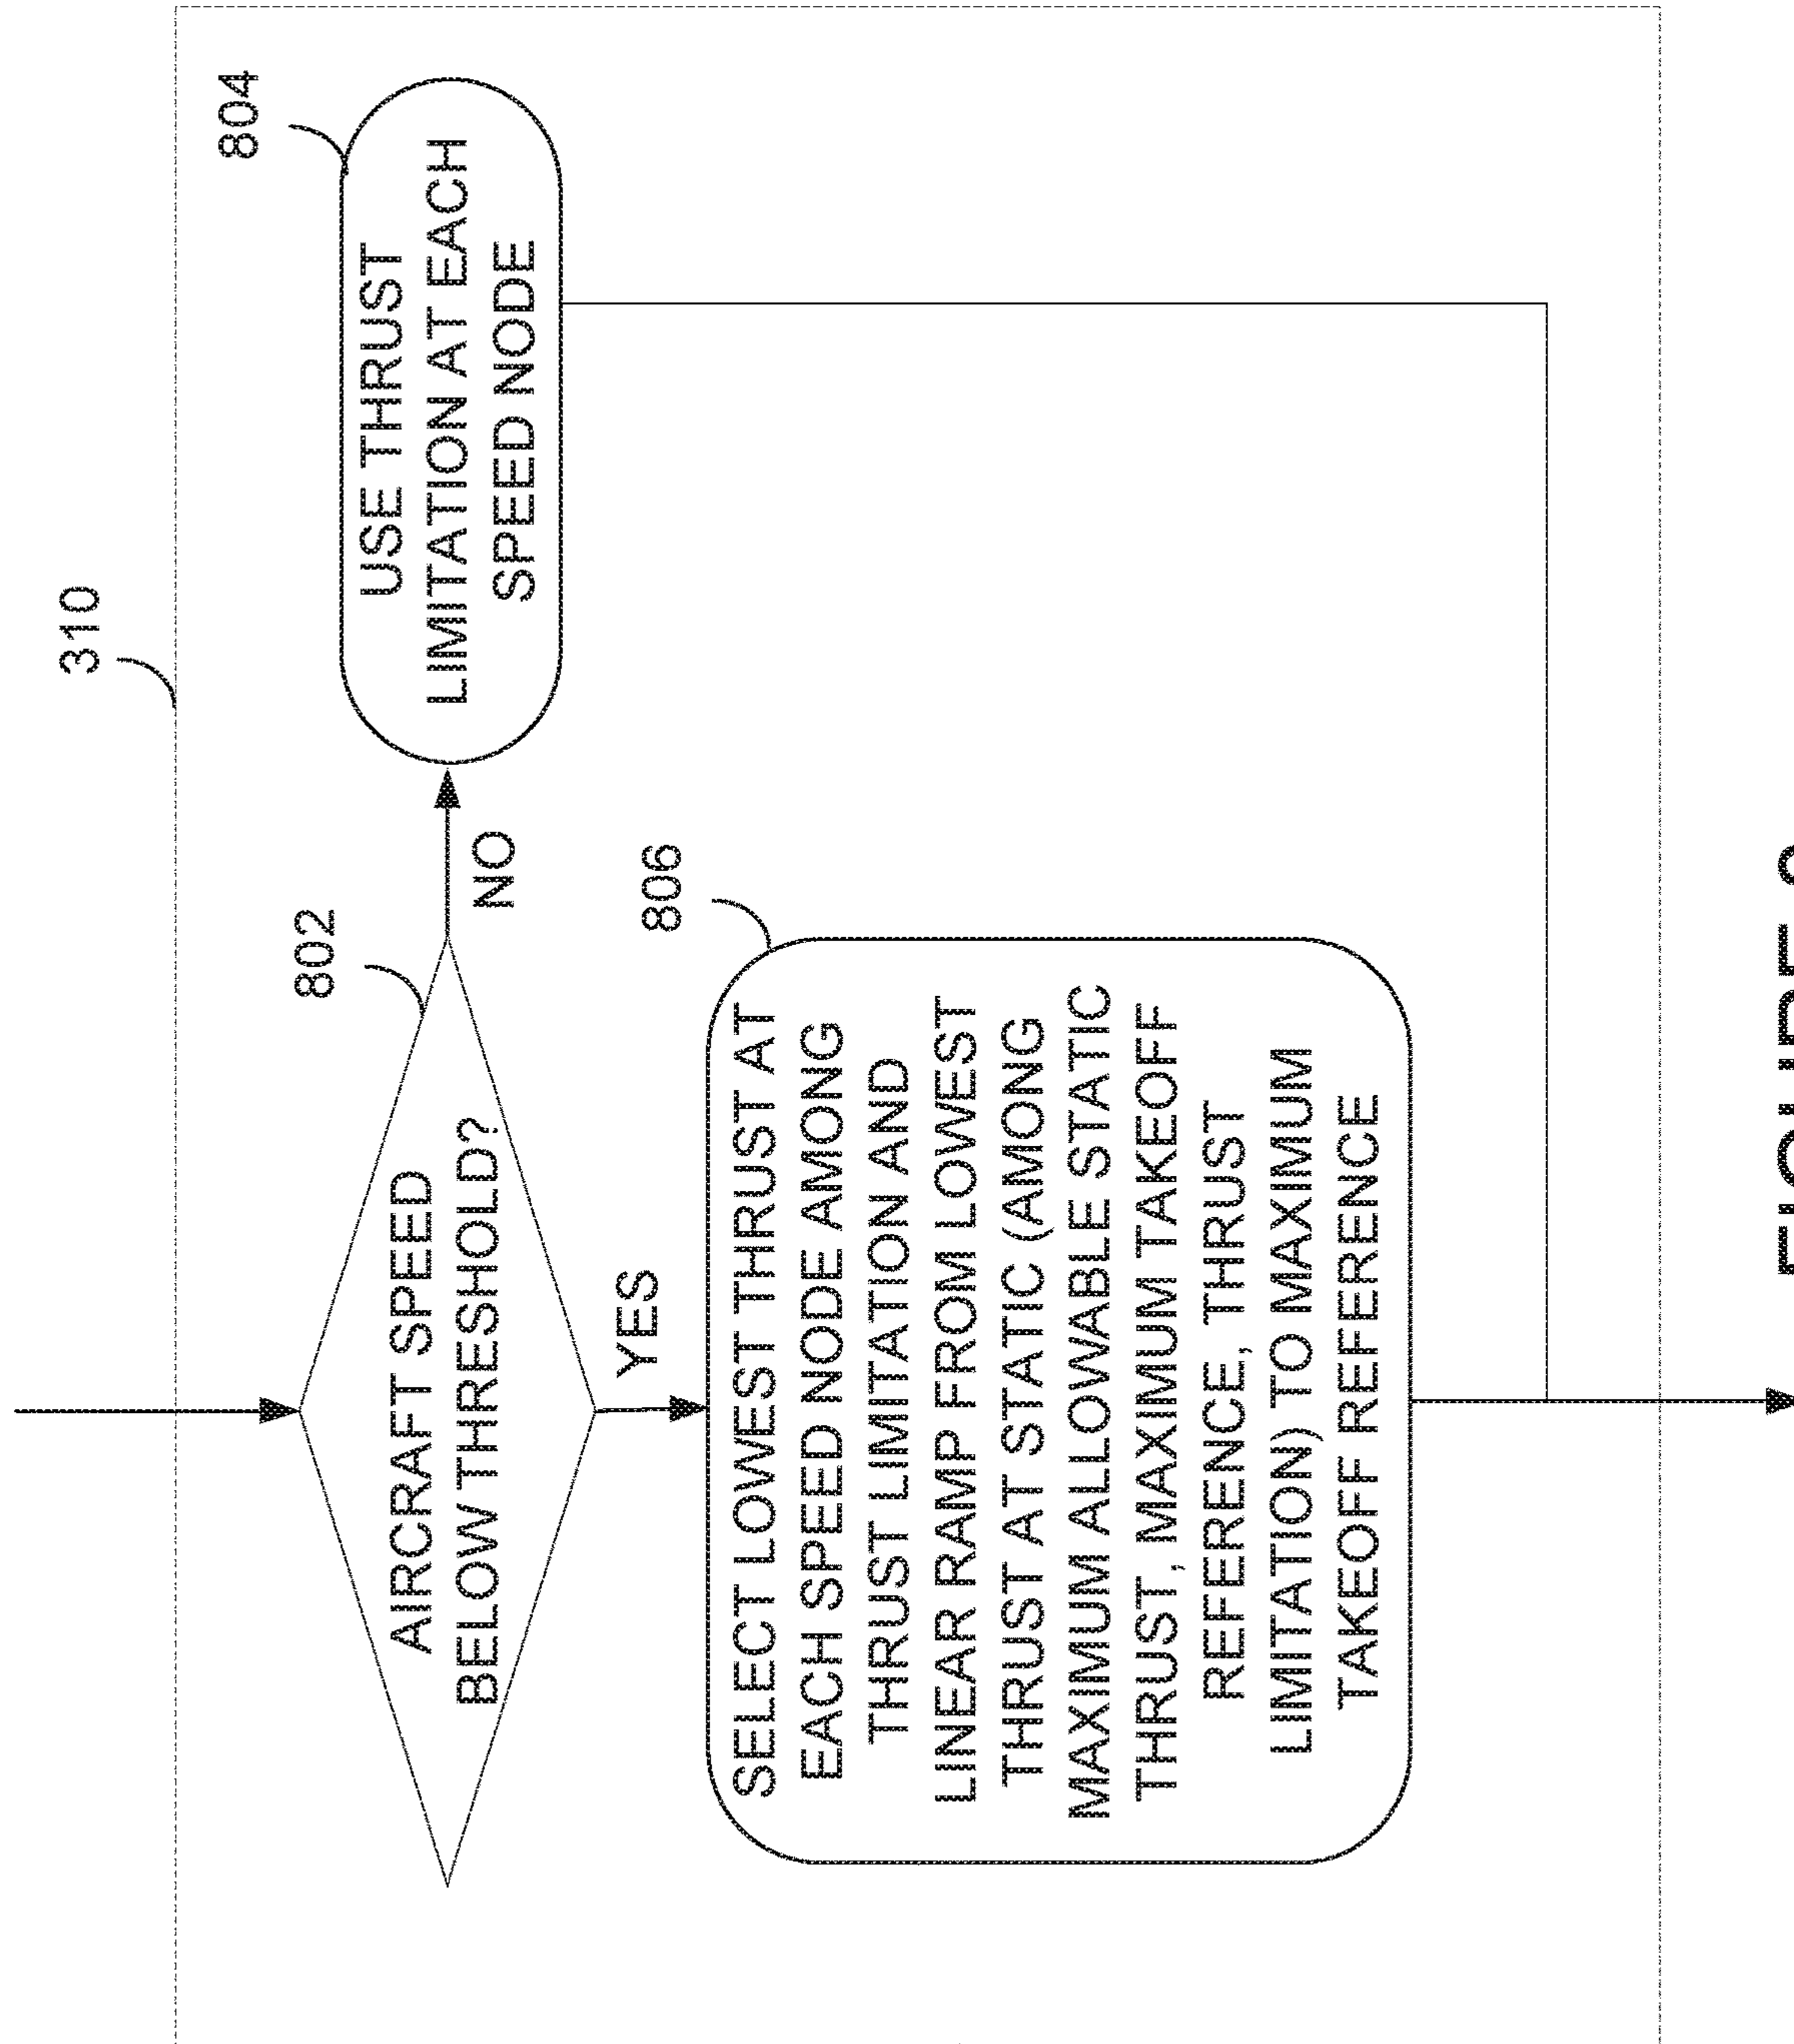 310
802
AIRCRAFT SPEED
BELOW THRESHOLD?
NO
804
USE THRUST
LIMITATION AT EACH
SPEED NODE
YES
806
SELECT LOWEST THRUST AT
EACH SPEED NODE AMONG
THRUST LIMITATION AND
LINEAR RAMP FROM LOWEST
THRUST AT STATIC (AMONG
MAXIMUM ALLOWABLE STATIC
THRUST, MAXIMUM TAKEOFF
REFERENCE, THRUST
LIMITATION) TO MAXIMUM
TAKEOFF REFERENCE